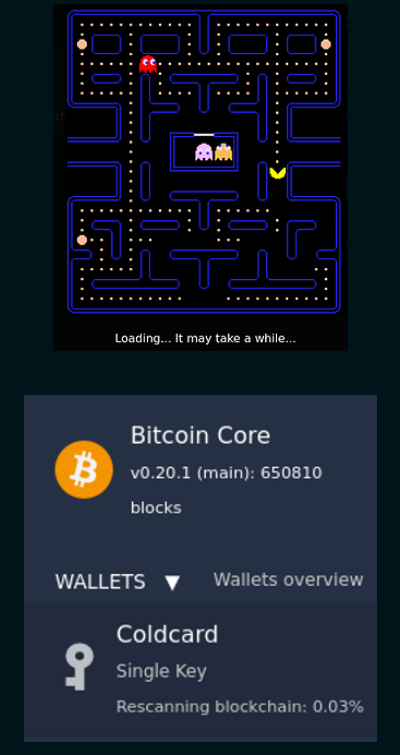 Loading... It may take a while...
Bitcoin Core
v0.20.1 (main): 650810
blocks
WALLETS ▼ Wallets overview
Coldcard
Single Key
Rescanning blockchain: 0.03%